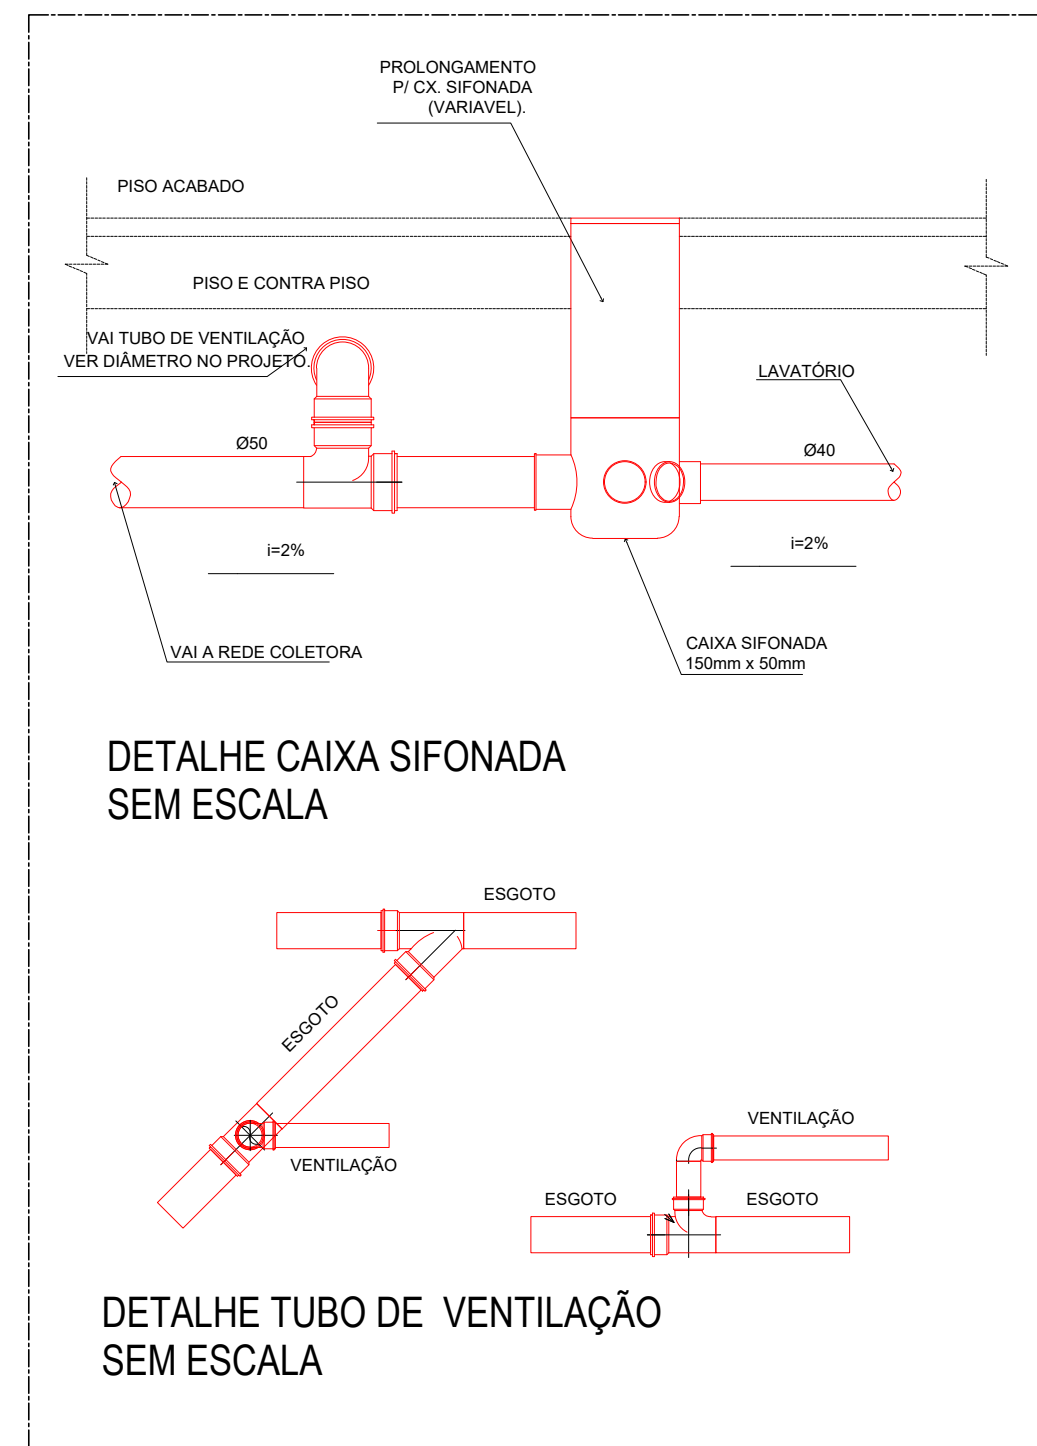 PROLONGAMENTO
P/ CX. SIFONADA
(VARIAVEL).
PISO ACABADO
PISO E CONTRA PISO
VAI TUBO DE VENTILAÇÃO
VER DIÂMETRO NO PROJETO.
LAVATÓRIO
Ø50
Ø40
i=2%
i=2%
VAI A REDE COLETORA
CAIXA SIFONADA
150mm x 50mm
DETALHE CAIXA SIFONADA
SEM ESCALA
ESGOTO
ESGOTO
VENTILAÇÃO
VENTILAÇÃO
ESGOTO
ESGOTO
DETALHE TUBO DE VENTILAÇÃO
SEM ESCALA